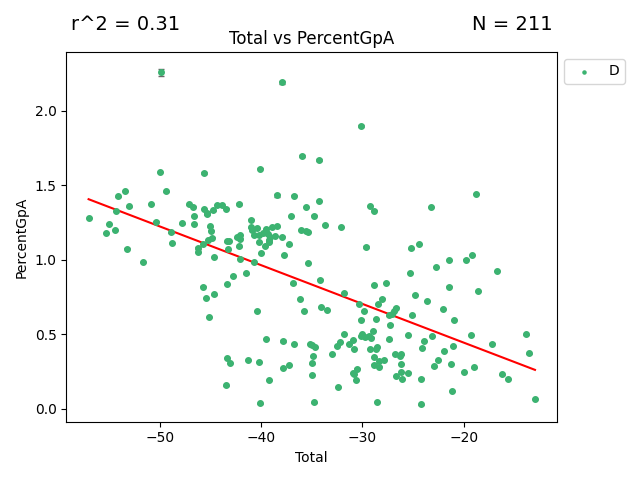 r^2 = 0.31
N = 211
Total vs PercentGpA
D
PercentGpA
2.0
1.5
1.0
0.5
0.0
−50
−40
−30
−20
Total